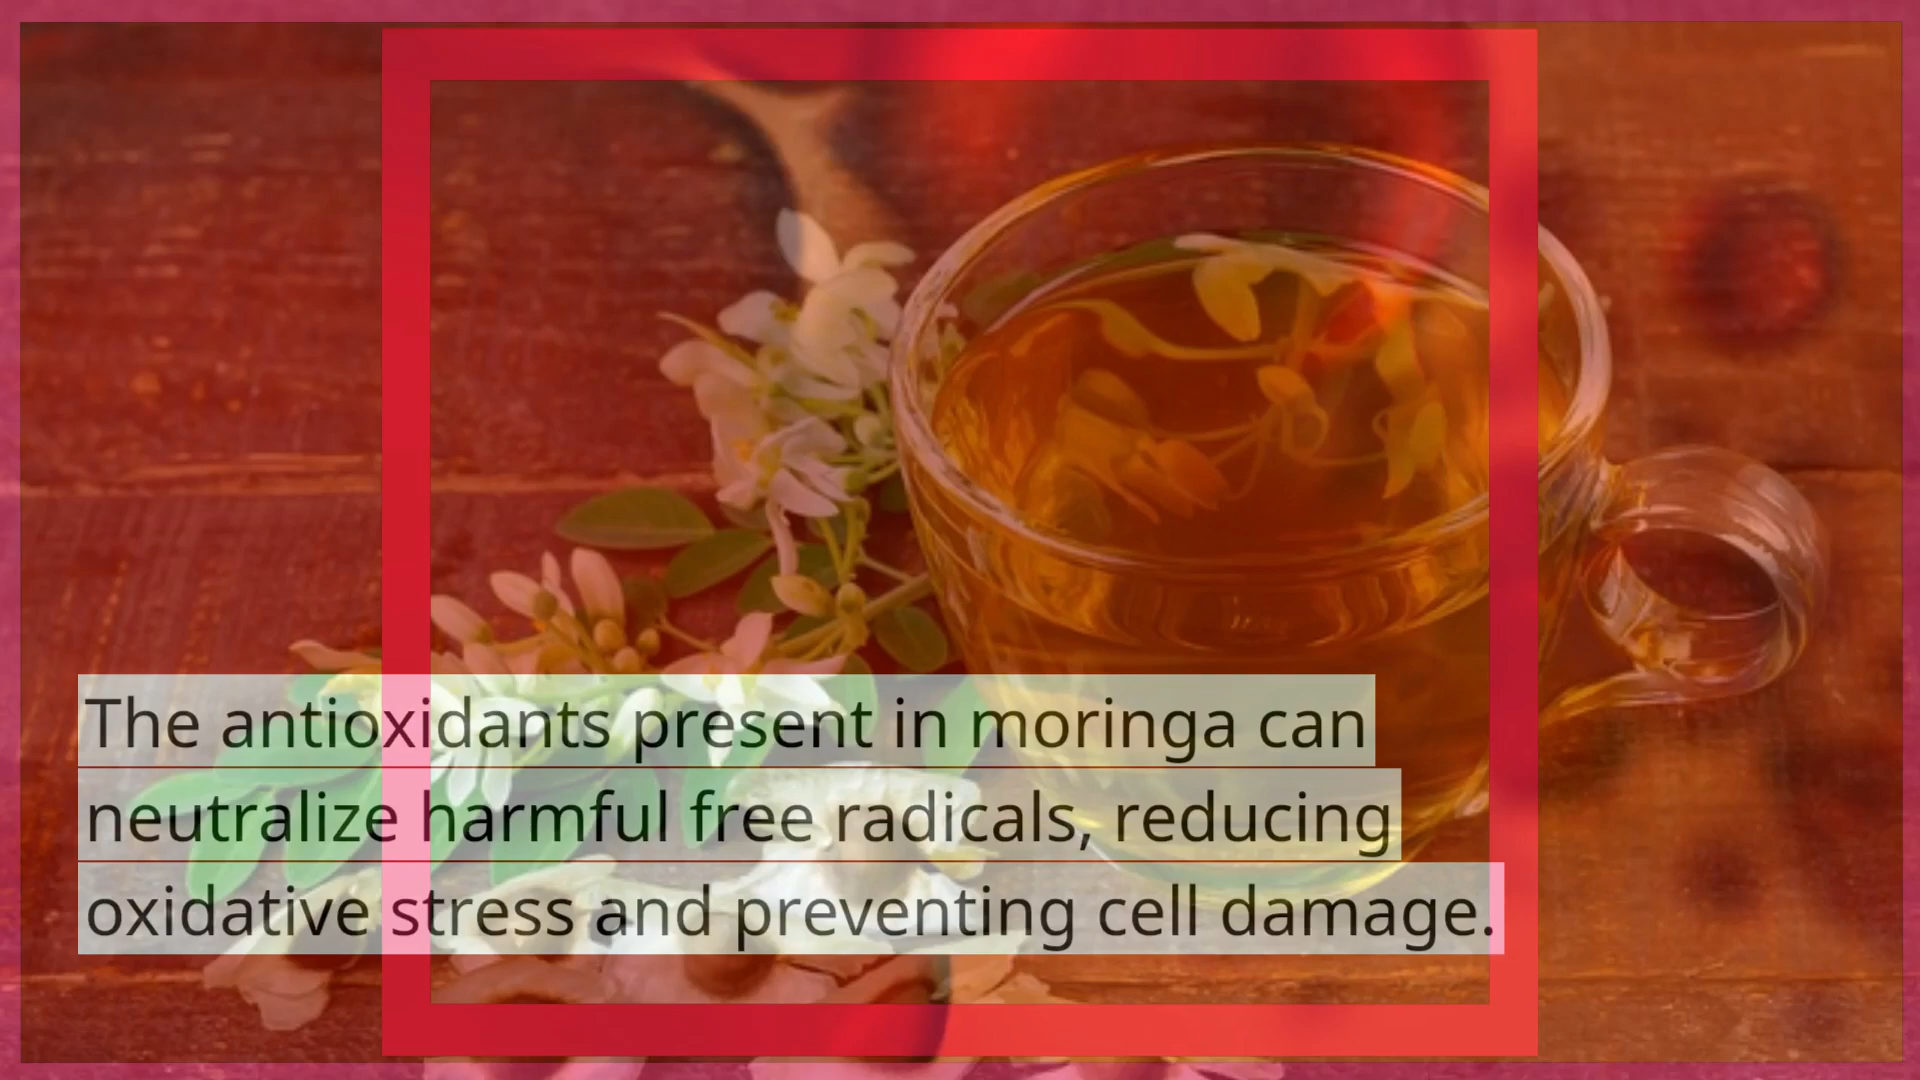 The antioxidants present in moringa can
neutralize harmful free radicals, reducing
oxidative stress and preventing cell damage.